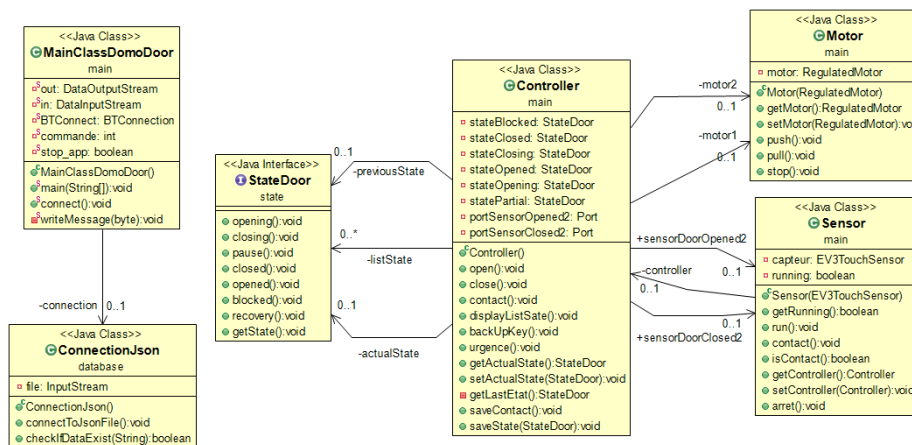 <<Java Class>>
MainClassDomoDoor
main
out: DataOutputStream
in: DataInputStream
BTConnect: BTConnection
commande: int
stop_app: boolean
MainClassDomoDoor()
main(String[]):void
connect():void
writeMessage(byte):void
-connection
0..1
<<Java Class>>
ConnectionJson
database
file: InputStream
ConnectionJson()
connectToJsonFile():void
checkIfDataExist(String):boolean
<<Java Interface>>
StateDoor
state
opening():void
closing():void
pause():void
closed():void
opened():void
blocked():void
recovery():void
getState():void
0..1
-previousState
0..*
-listState
0..1
-actualState
<<Java Class>>
Controller
main
stateBlocked: StateDoor
stateClosed: StateDoor
stateClosing: StateDoor
stateOpened: StateDoor
stateOpening: StateDoor
statePartial: StateDoor
portSensorOpened2: Port
portSensorClosed2: Port
Controller()
open():void
close():void
contact():void
displayListSate():void
backUpKey():void
urgence():void
getActualState():StateDoor
setActualState(StateDoor):void
getLastEtat():StateDoor
saveContact():void
saveState(StateDoor):void
-motor2
0..1
-motor1
0..1
+sensorDoorOpened2
0..1
-controller
0..1
0..1
+sensorDoorClosed2
<<Java Class>>
Motor
main
motor: RegulatedMotor
Motor(RegulatedMotor)
getMotor():RegulatedMotor
setMotor(RegulatedMotor):void
push():void
pull():void
stop():void
<<Java Class>>
Sensor
main
capteur: EV3TouchSensor
running: boolean
Sensor(EV3TouchSensor)
getRunning():boolean
run():void
contact():void
isContact():boolean
getController():Controller
setController(Controller):void
arret():void